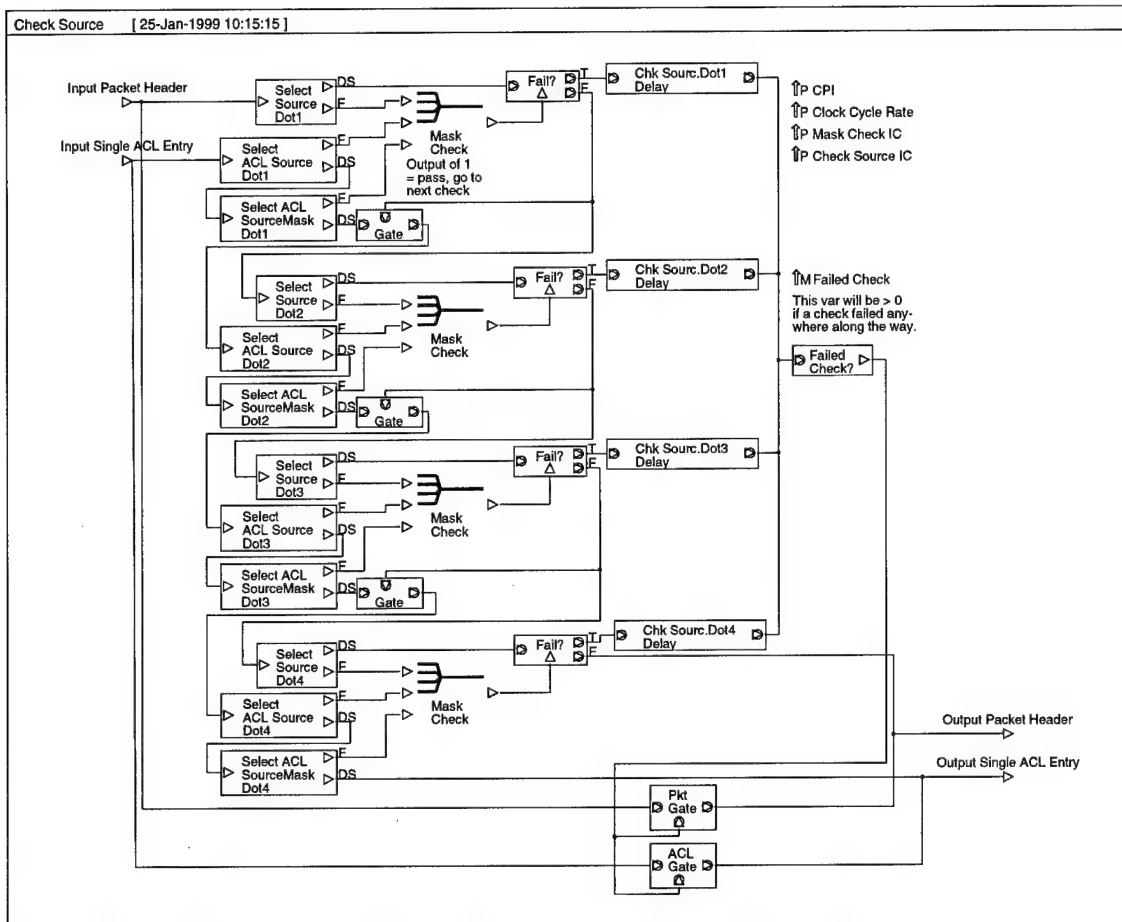 Check Source [ 25-Jan-1999 10:15:15 ]
Input Packet Header
Input Single ACL Entry
Select
Source
Dot1
DS
F
Select
ACL Source
Dot1
F
DS
Select ACL
SourceMask
Dot1
F
DS
Mask
Check
Output of 1
= pass, go to
next check
Gate
Fail?
T
F
Chk Sourc.Dot1
Delay
⇑P CPI
⇑P Clock Cycle Rate
⇑P Mask Check IC
⇑P Check Source IC
Select
Source
Dot2
DS
F
Select
ACL Source
Dot2
F
DS
Select ACL
SourceMask
Dot2
F
DS
Mask
Check
Gate
Fail?
T
F
Chk Sourc.Dot2
Delay
⇑M Failed Check
This var will be > 0
if a check failed any-
where along the way.
Failed
Check?
Select
Source
Dot3
DS
F
Select
ACL Source
Dot3
F
DS
Select ACL
SourceMask
Dot3
F
DS
Mask
Check
Gate
Fail?
T
F
Chk Sourc.Dot3
Delay
Select
Source
Dot4
DS
F
Select
ACL Source
Dot4
F
DS
Select ACL
SourceMask
Dot4
F
DS
Mask
Check
Fail?
T
F
Chk Sourc.Dot4
Delay
Output Packet Header
Output Single ACL Entry
Pkt
Gate
ACL
Gate